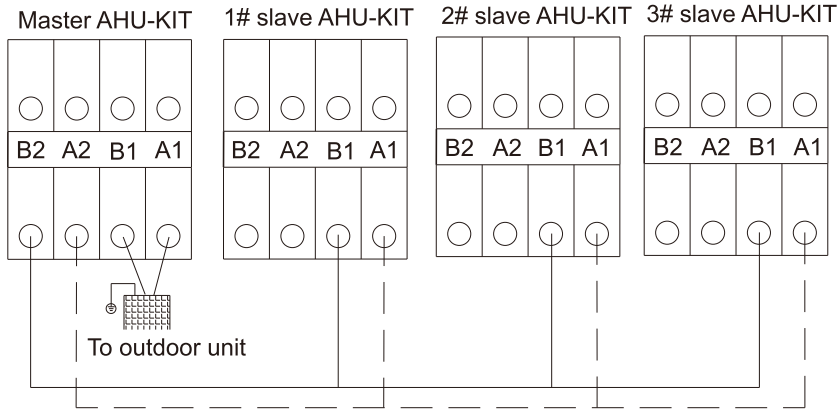 Master AHU-KIT 1# slave AHU-KIT 2# slave AHU-KIT 3# slave AHU-KIT
B2 A2 B1 A1 B2 A2 B1 A1 B2 A2 B1 A1 B2 A2 B1 A1
To outdoor unit